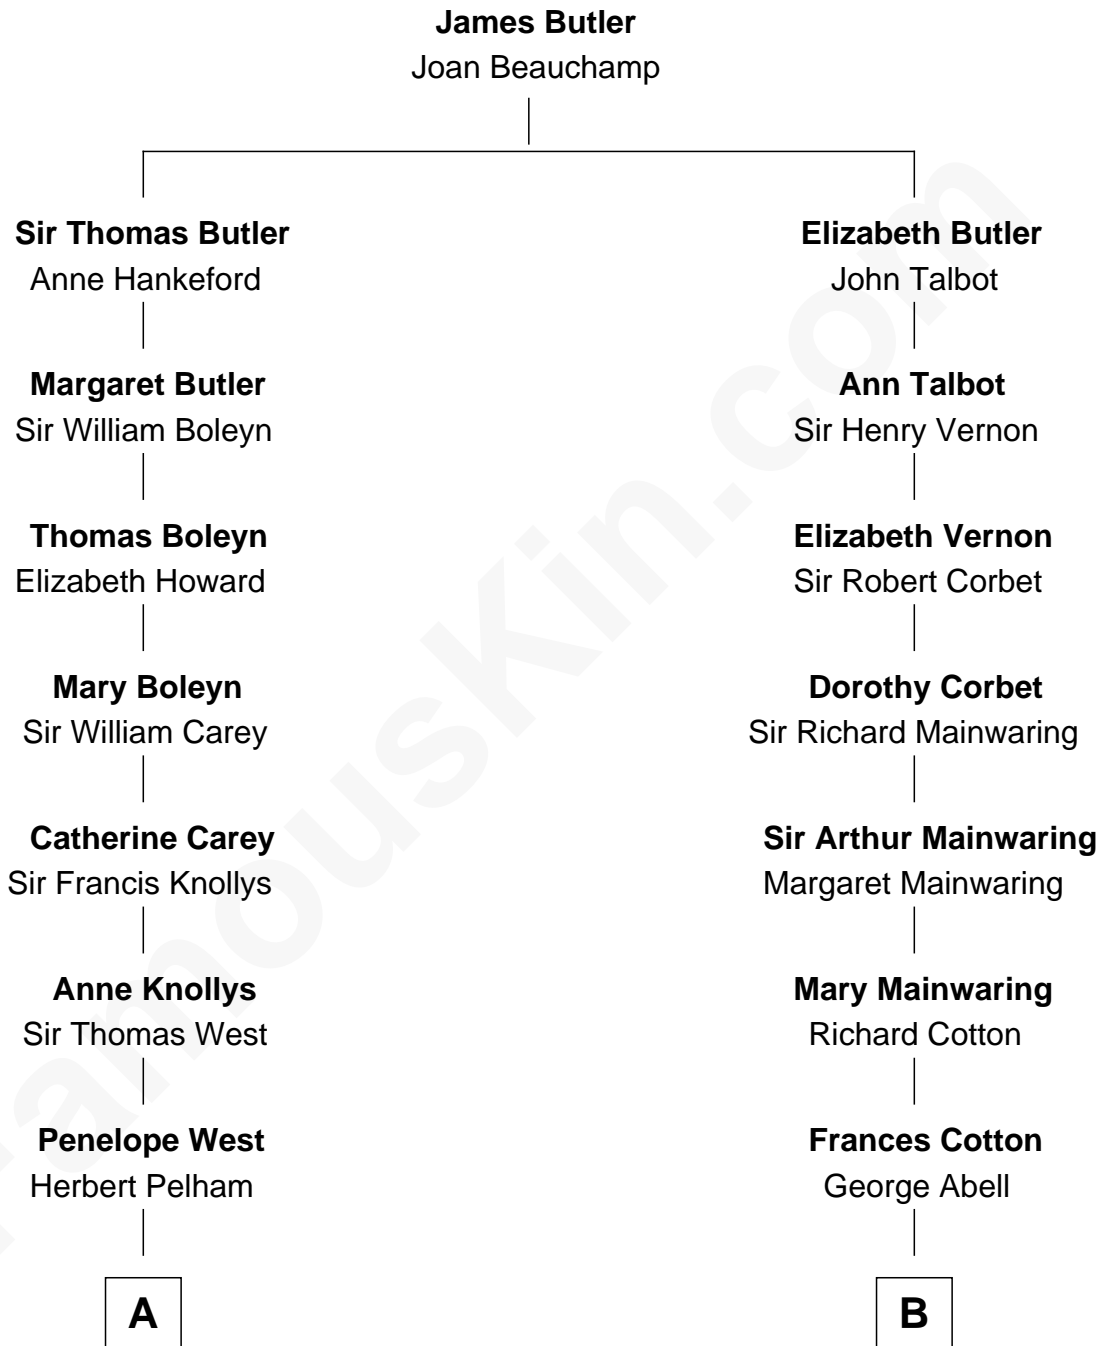 James Butler
Joan Beauchamp
Sir Thomas Butler
Anne Hankeford
Elizabeth Butler
John Talbot
Margaret Butler
Sir William Boleyn
Ann Talbot
Sir Henry Vernon
Thomas Boleyn
Elizabeth Howard
Elizabeth Vernon
Sir Robert Corbet
Mary Boleyn
Sir William Carey
Dorothy Corbet
Sir Richard Mainwaring
Catherine Carey
Sir Francis Knollys
Sir Arthur Mainwaring
Margaret Mainwaring
Anne Knollys
Sir Thomas West
Mary Mainwaring
Richard Cotton
Penelope West
Herbert Pelham
Frances Cotton
George Abell
A
B
FamousKin.com